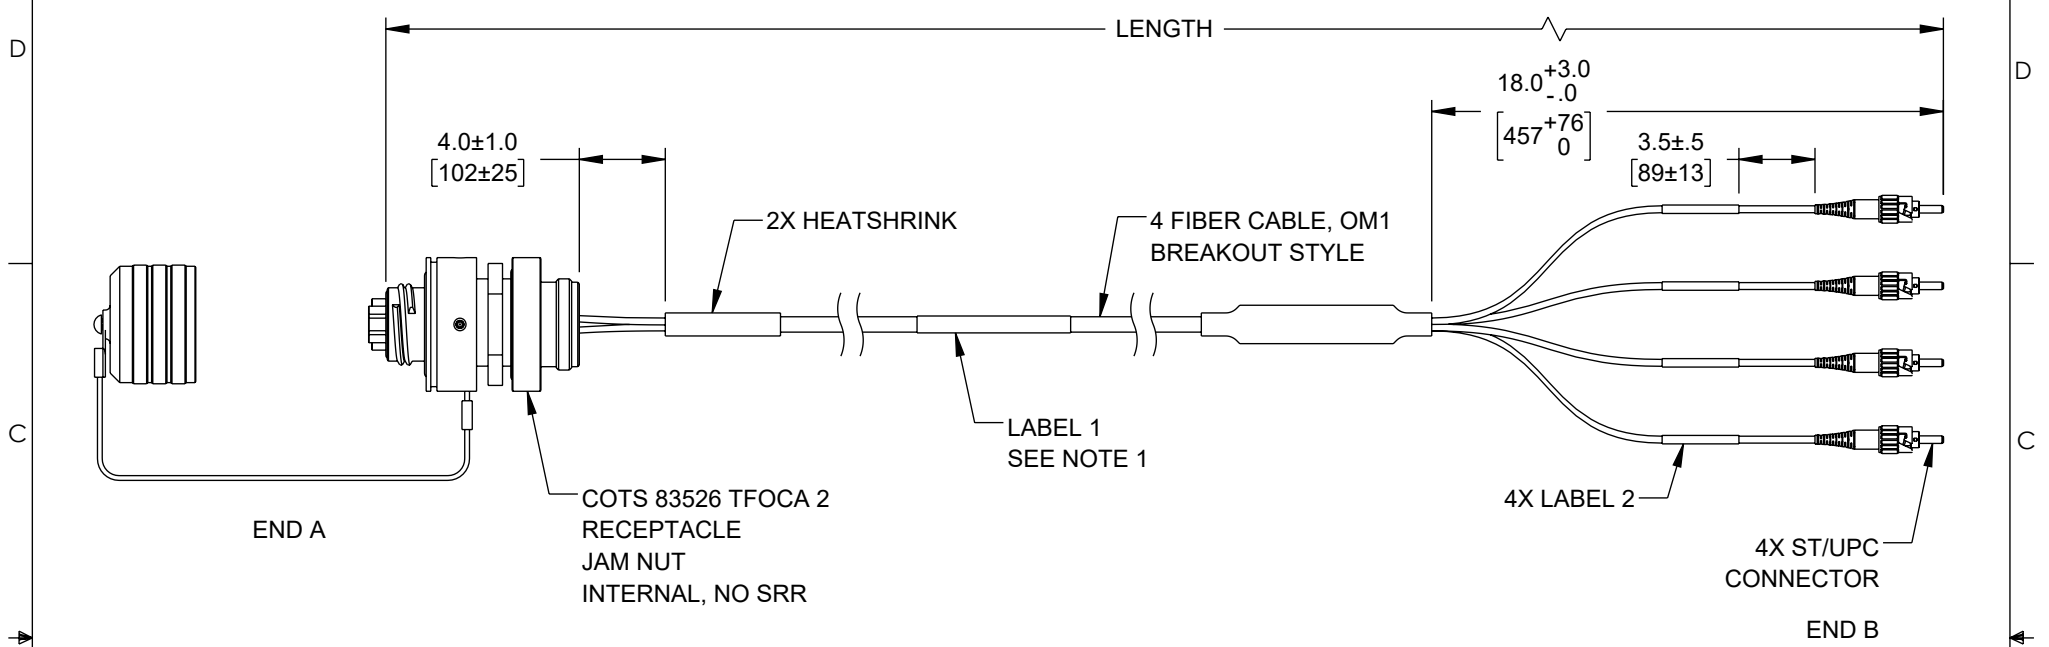 LENGTH
D
D
18.0 +3.0 -.0
[457 +76 0]
4.0±1.0
[102±25]
3.5±.5
[89±13]
2X HEATSHRINK
4 FIBER CABLE, OM1
BREAKOUT STYLE
C
C
LABEL 1
SEE NOTE 1
COTS 83526 TFOCA 2
RECEPTACLE
JAM NUT
INTERNAL, NO SRR
4X LABEL 2
END A
4X ST/UPC
CONNECTOR
END B